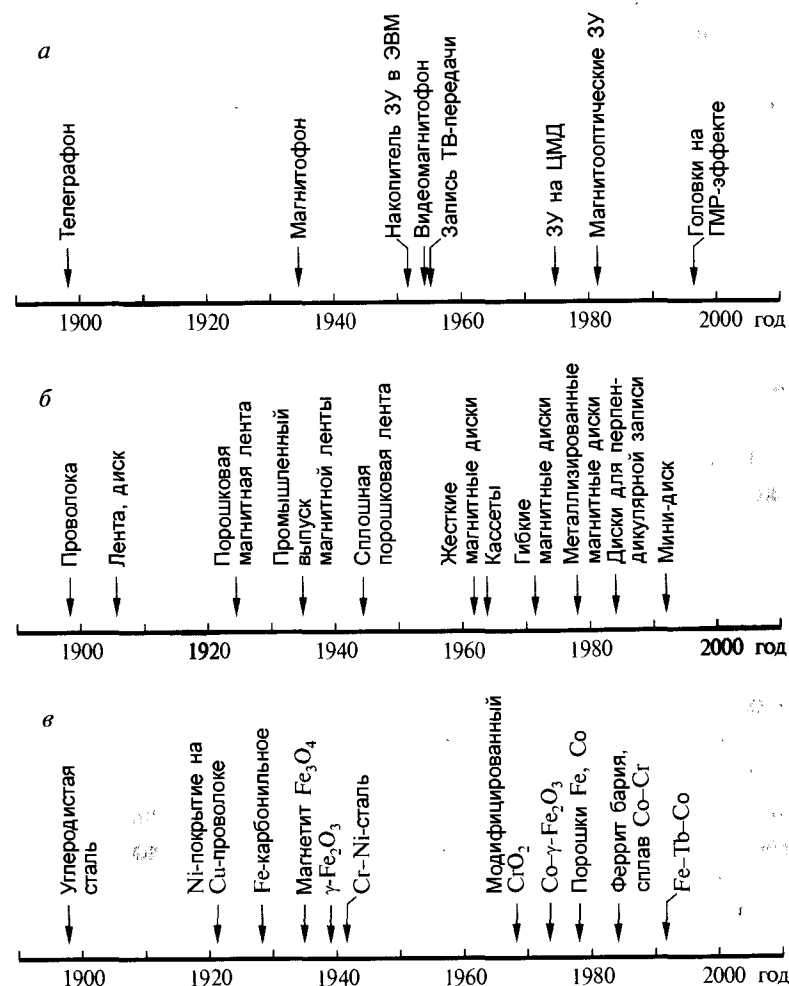 а
Телеграфон
Магнитофон
Накопитель ЗУ в ЭВМ
Видеомагнитофон
Запись ТВ-передачи
ЗУ на ЦМД
Магнитооптические ЗУ
Головки на
ГМР-эффекте
1900 1920 1940 1960 1980 2000 год
б
Проволока
Лента, диск
Порошковая
магнитная лента
Промышленный
выпуск
магнитной ленты
Сплошная
порошковая лента
Жесткие
магнитные диски
Кассеты
Гибкие
магнитные диски
Металлизированные
магнитные диски
Диски для перпен-
дикулярной записи
Мини-диск
1900 1920 1940 1960 1980 2000 год
в
Углеродистая
сталь
Ni-покрытие на
Cu-проволоке
Fe-карбонильное
Магнетит Fe₃O₄
γ-Fe₂O₃
Cr–Ni-сталь
Модифицированный
CrO₂
Co–γ-Fe₂O₃
Порошки Fe, Co
Феррит бария,
сплав Co–Cr
Fe–Tb–Co
1900 1920 1940 1960 1980 2000 год